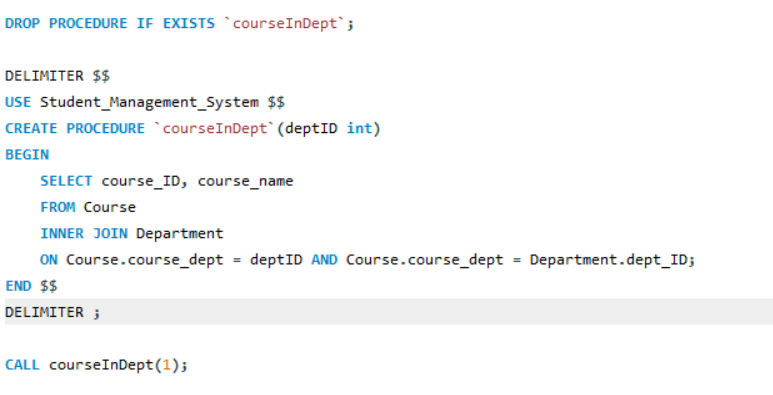 DROP PROCEDURE IF EXISTS `courseInDept`;
DELIMITER $$
USE Student_Management_System $$
CREATE PROCEDURE `courseInDept`(deptID int)
BEGIN
    SELECT course_ID, course_name
    FROM Course
    INNER JOIN Department
    ON Course.course_dept = deptID AND Course.course_dept = Department.dept_ID;
END $$
DELIMITER ;
CALL courseInDept(1);